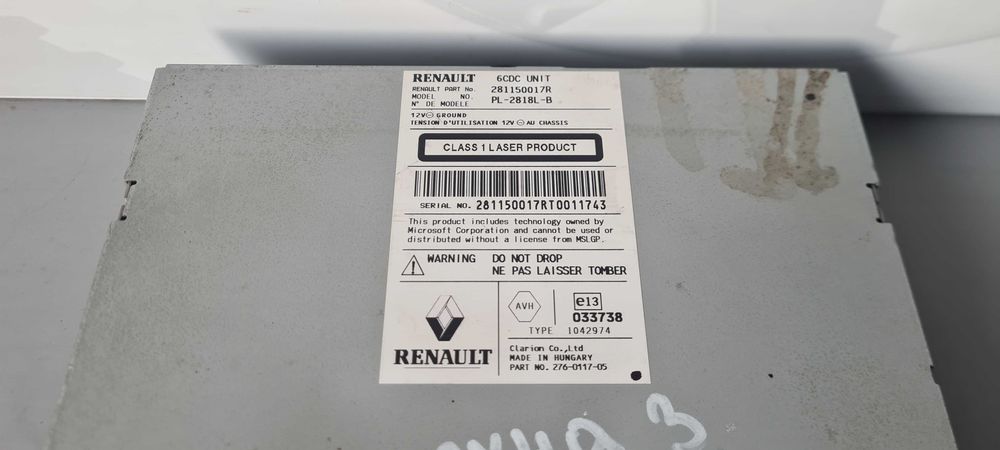 RENAULT 6CDC UNIT
RENAULT PART No. 281150017R
MODEL NO. PL-2818L-B
N° DE MODELE
12V⊖GROUND
TENSION D'UTILISATION 12V ⊖ AU CHASSIS
CLASS 1 LASER PRODUCT
SERIAL NO. 281150017RT0011743
This product includes technology owned by
Microsoft Corporation and cannot be used or
distributed without a license from MSLGP.
WARNING DO NOT DROP
NE PAS LAISSER TOMBER
AVH e13
033738
TYPE 1042974
RENAULT
Clarion Co.,Ltd
MADE IN HUNGARY
PART NO. 276-0117-05
3